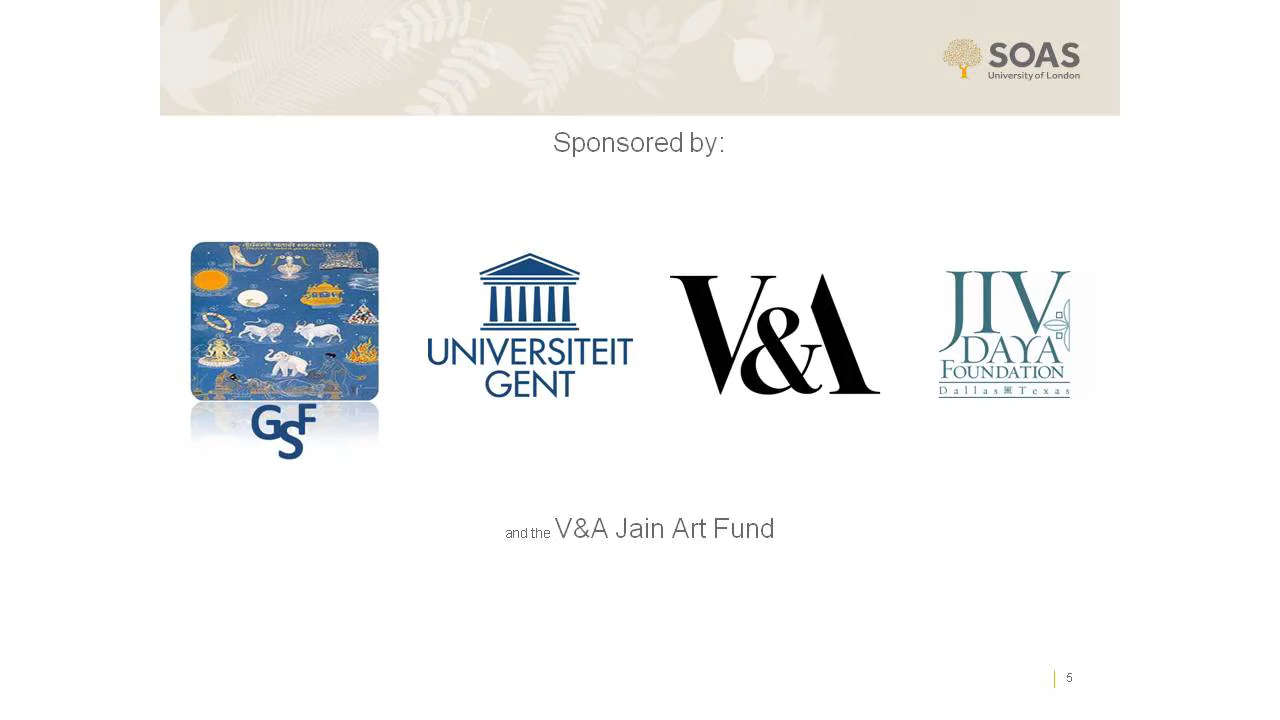 SOAS
University of London
Sponsored by:
GSF
UNIVERSITEIT
GENT
V&A
JIV
DAYA
FOUNDATION
Dallas Texas
and the V&A Jain Art Fund
5